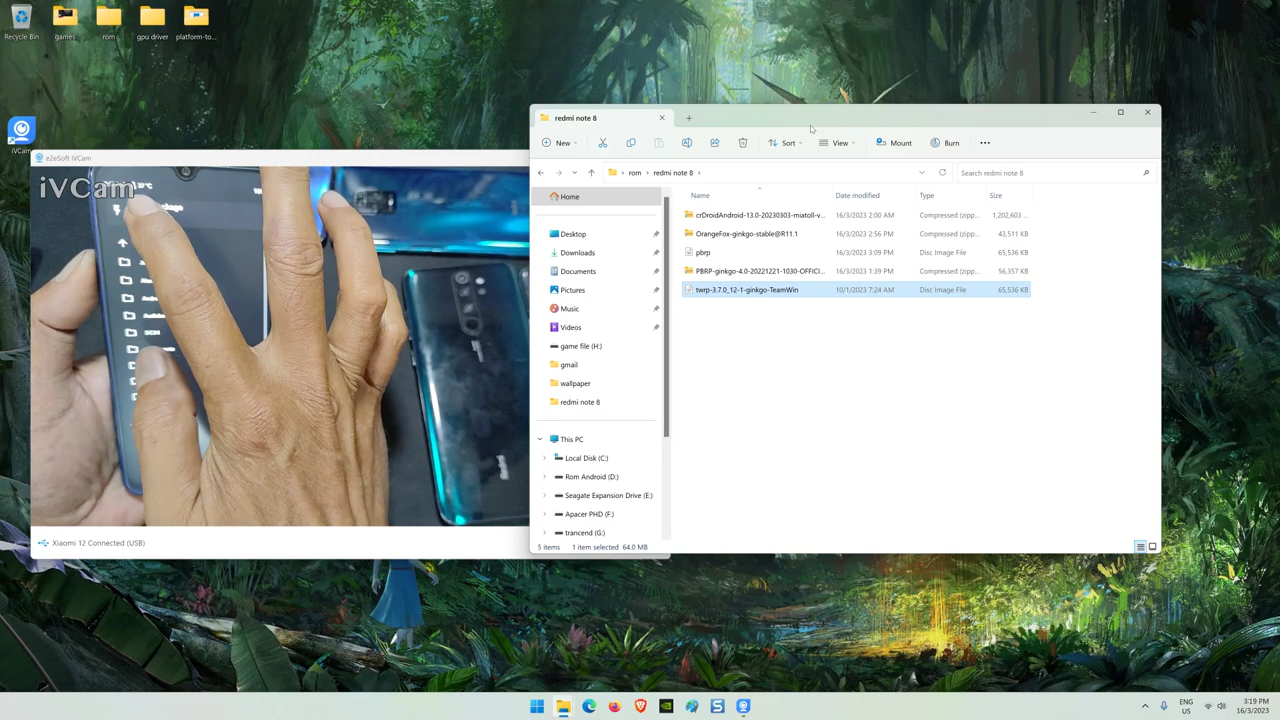 Recycle Bin
games
rom
gpu driver
platform-to...
iVCam
e2eSoft iVCam
iVCam
Xiaomi 12 Connected (USB)
redmi note 8
New
Sort
View
Mount
Burn
rom
redmi note 8
Search redmi note 8
Home
Desktop
Downloads
Documents
Pictures
Music
Videos
game file (H:)
gmail
wallpaper
redmi note 8
This PC
Local Disk (C:)
Rom Android (D:)
Seagate Expansion Drive (E:)
Apacer PHD (F:)
trancend (G:)
Name Date modified Type Size
crDroidAndroid-13.0-20230303-miatoll-v... 16/3/2023 2:00 AM Compressed (zipp... 1,202,603 ...
OrangeFox-ginkgo-stable@R11.1 16/3/2023 2:56 PM Compressed (zipp... 43,511 KB
pbrp 16/3/2023 3:09 PM Disc Image File 65,536 KB
PBRP-ginkgo-4.0-20221221-1030-OFFICI... 16/3/2023 1:39 PM Compressed (zipp... 56,357 KB
twrp-3.7.0_12-1-ginkgo-TeamWin 10/1/2023 7:24 AM Disc Image File 65,536 KB
5 items 1 item selected 64.0 MB
ENG
US
3:19 PM
16/3/2023